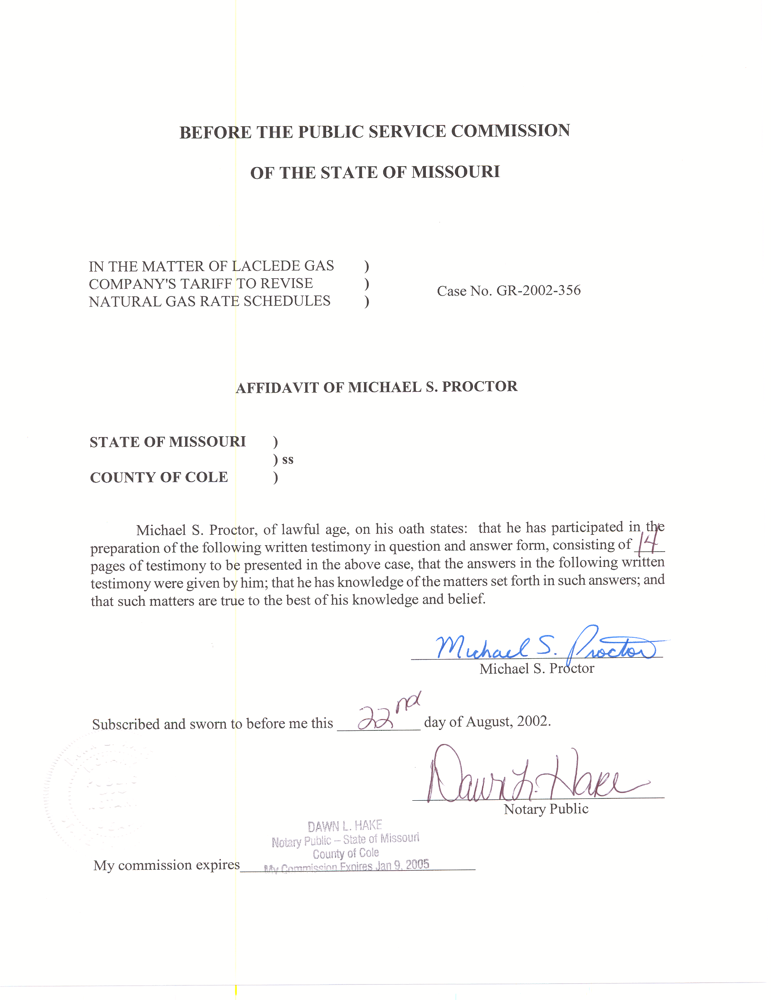 BEFORE THE PUBLIC SERVICE COMMISSION
OF THE STATE OF MISSOURI
IN THE MATTER OF LACLEDE GAS )
COMPANY'S TARIFF TO REVISE )
NATURAL GAS RATE SCHEDULES )
Case No. GR-2002-356
AFFIDAVIT OF MICHAEL S. PROCTOR
STATE OF MISSOURI )
) ss
COUNTY OF COLE )
Michael S. Proctor, of lawful age, on his oath states: that he has participated in the
preparation of the following written testimony in question and answer form, consisting of 14
pages of testimony to be presented in the above case, that the answers in the following written
testimony were given by him; that he has knowledge of the matters set forth in such answers; and
that such matters are true to the best of his knowledge and belief.
Michael S. Proctor
Michael S. Proctor
Subscribed and sworn to before me this 22nd day of August, 2002.
Dawn L. Hake
Notary Public
DAWN L. HAKE
Notary Public – State of Missouri
County of Cole
My commission expires My Commission Expires Jan 9, 2005